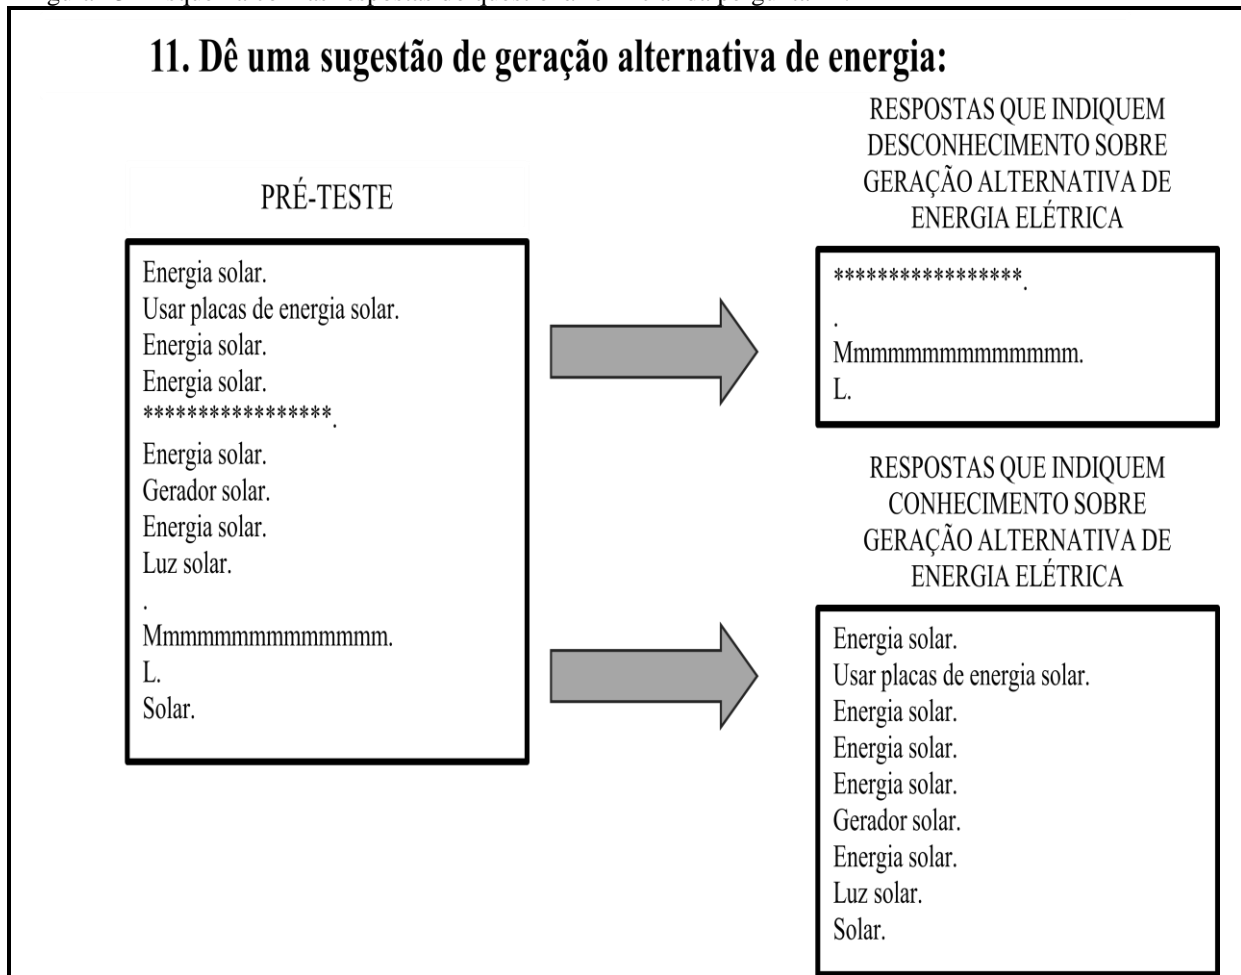 11. Dê uma sugestão de geração alternativa de energia:
PRÉ-TESTE
Energia solar.
Usar placas de energia solar.
Energia solar.
Energia solar.
*****************.
Energia solar.
Gerador solar.
Energia solar.
Luz solar.
.
Mmmmmmmmmmmmmm.
L.
Solar.
RESPOSTAS QUE INDIQUEM
DESCONHECIMENTO SOBRE
GERAÇÃO ALTERNATIVA DE
ENERGIA ELÉTRICA
*****************.
.
Mmmmmmmmmmmmmm.
L.
RESPOSTAS QUE INDIQUEM
CONHECIMENTO SOBRE
GERAÇÃO ALTERNATIVA DE
ENERGIA ELÉTRICA
Energia solar.
Usar placas de energia solar.
Energia solar.
Energia solar.
Energia solar.
Gerador solar.
Energia solar.
Luz solar.
Solar.